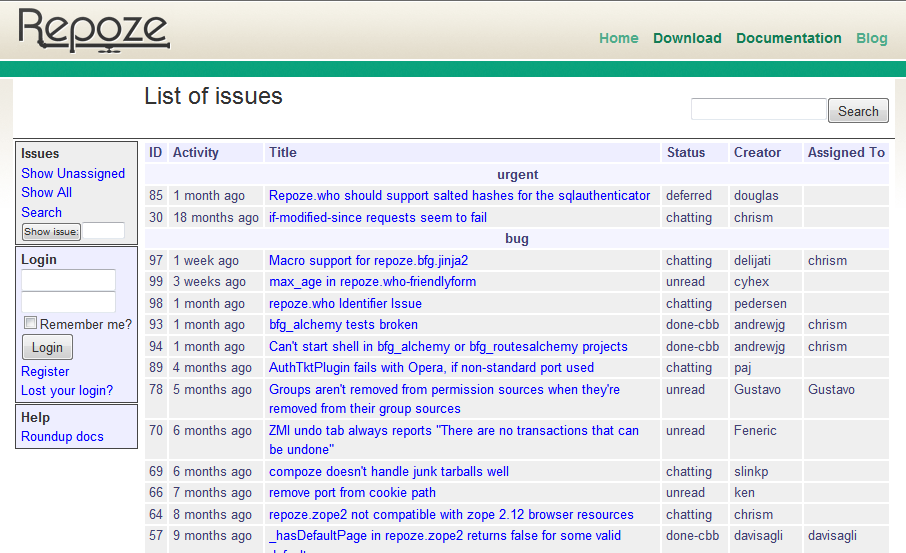 Repoze
Home Download Documentation Blog
List of issues
Search
Issues
Show Unassigned
Show All
Search
Show issue:
Login
Remember me?
Login
Register
Lost your login?
Help
Roundup docs
ID Activity Title Status Creator Assigned To
urgent
85 1 month ago Repoze.who should support salted hashes for the sqlauthenticator deferred douglas
30 18 months ago if-modified-since requests seem to fail chatting chrism
bug
97 1 week ago Macro support for repoze.bfg.jinja2 chatting delijati chrism
99 3 weeks ago max_age in repoze.who-friendlyform unread cyhex
98 1 month ago repoze.who Identifier Issue chatting pedersen
93 1 month ago bfg_alchemy tests broken done-cbb andrewjg chrism
94 1 month ago Can't start shell in bfg_alchemy or bfg_routesalchemy projects done-cbb andrewjg chrism
89 4 months ago AuthTktPlugin fails with Opera, if non-standard port used chatting paj
78 5 months ago Groups aren't removed from permission sources when they're unread Gustavo Gustavo
removed from their group sources
70 6 months ago ZMI undo tab always reports "There are no transactions that can unread Feneric
be undone"
69 6 months ago compoze doesn't handle junk tarballs well chatting slinkp
66 7 months ago remove port from cookie path unread ken
64 8 months ago repoze.zope2 not compatible with zope 2.12 browser resources chatting chrism
57 9 months ago _hasDefaultPage in repoze.zope2 returns false for some valid done-cbb davisagli davisagli